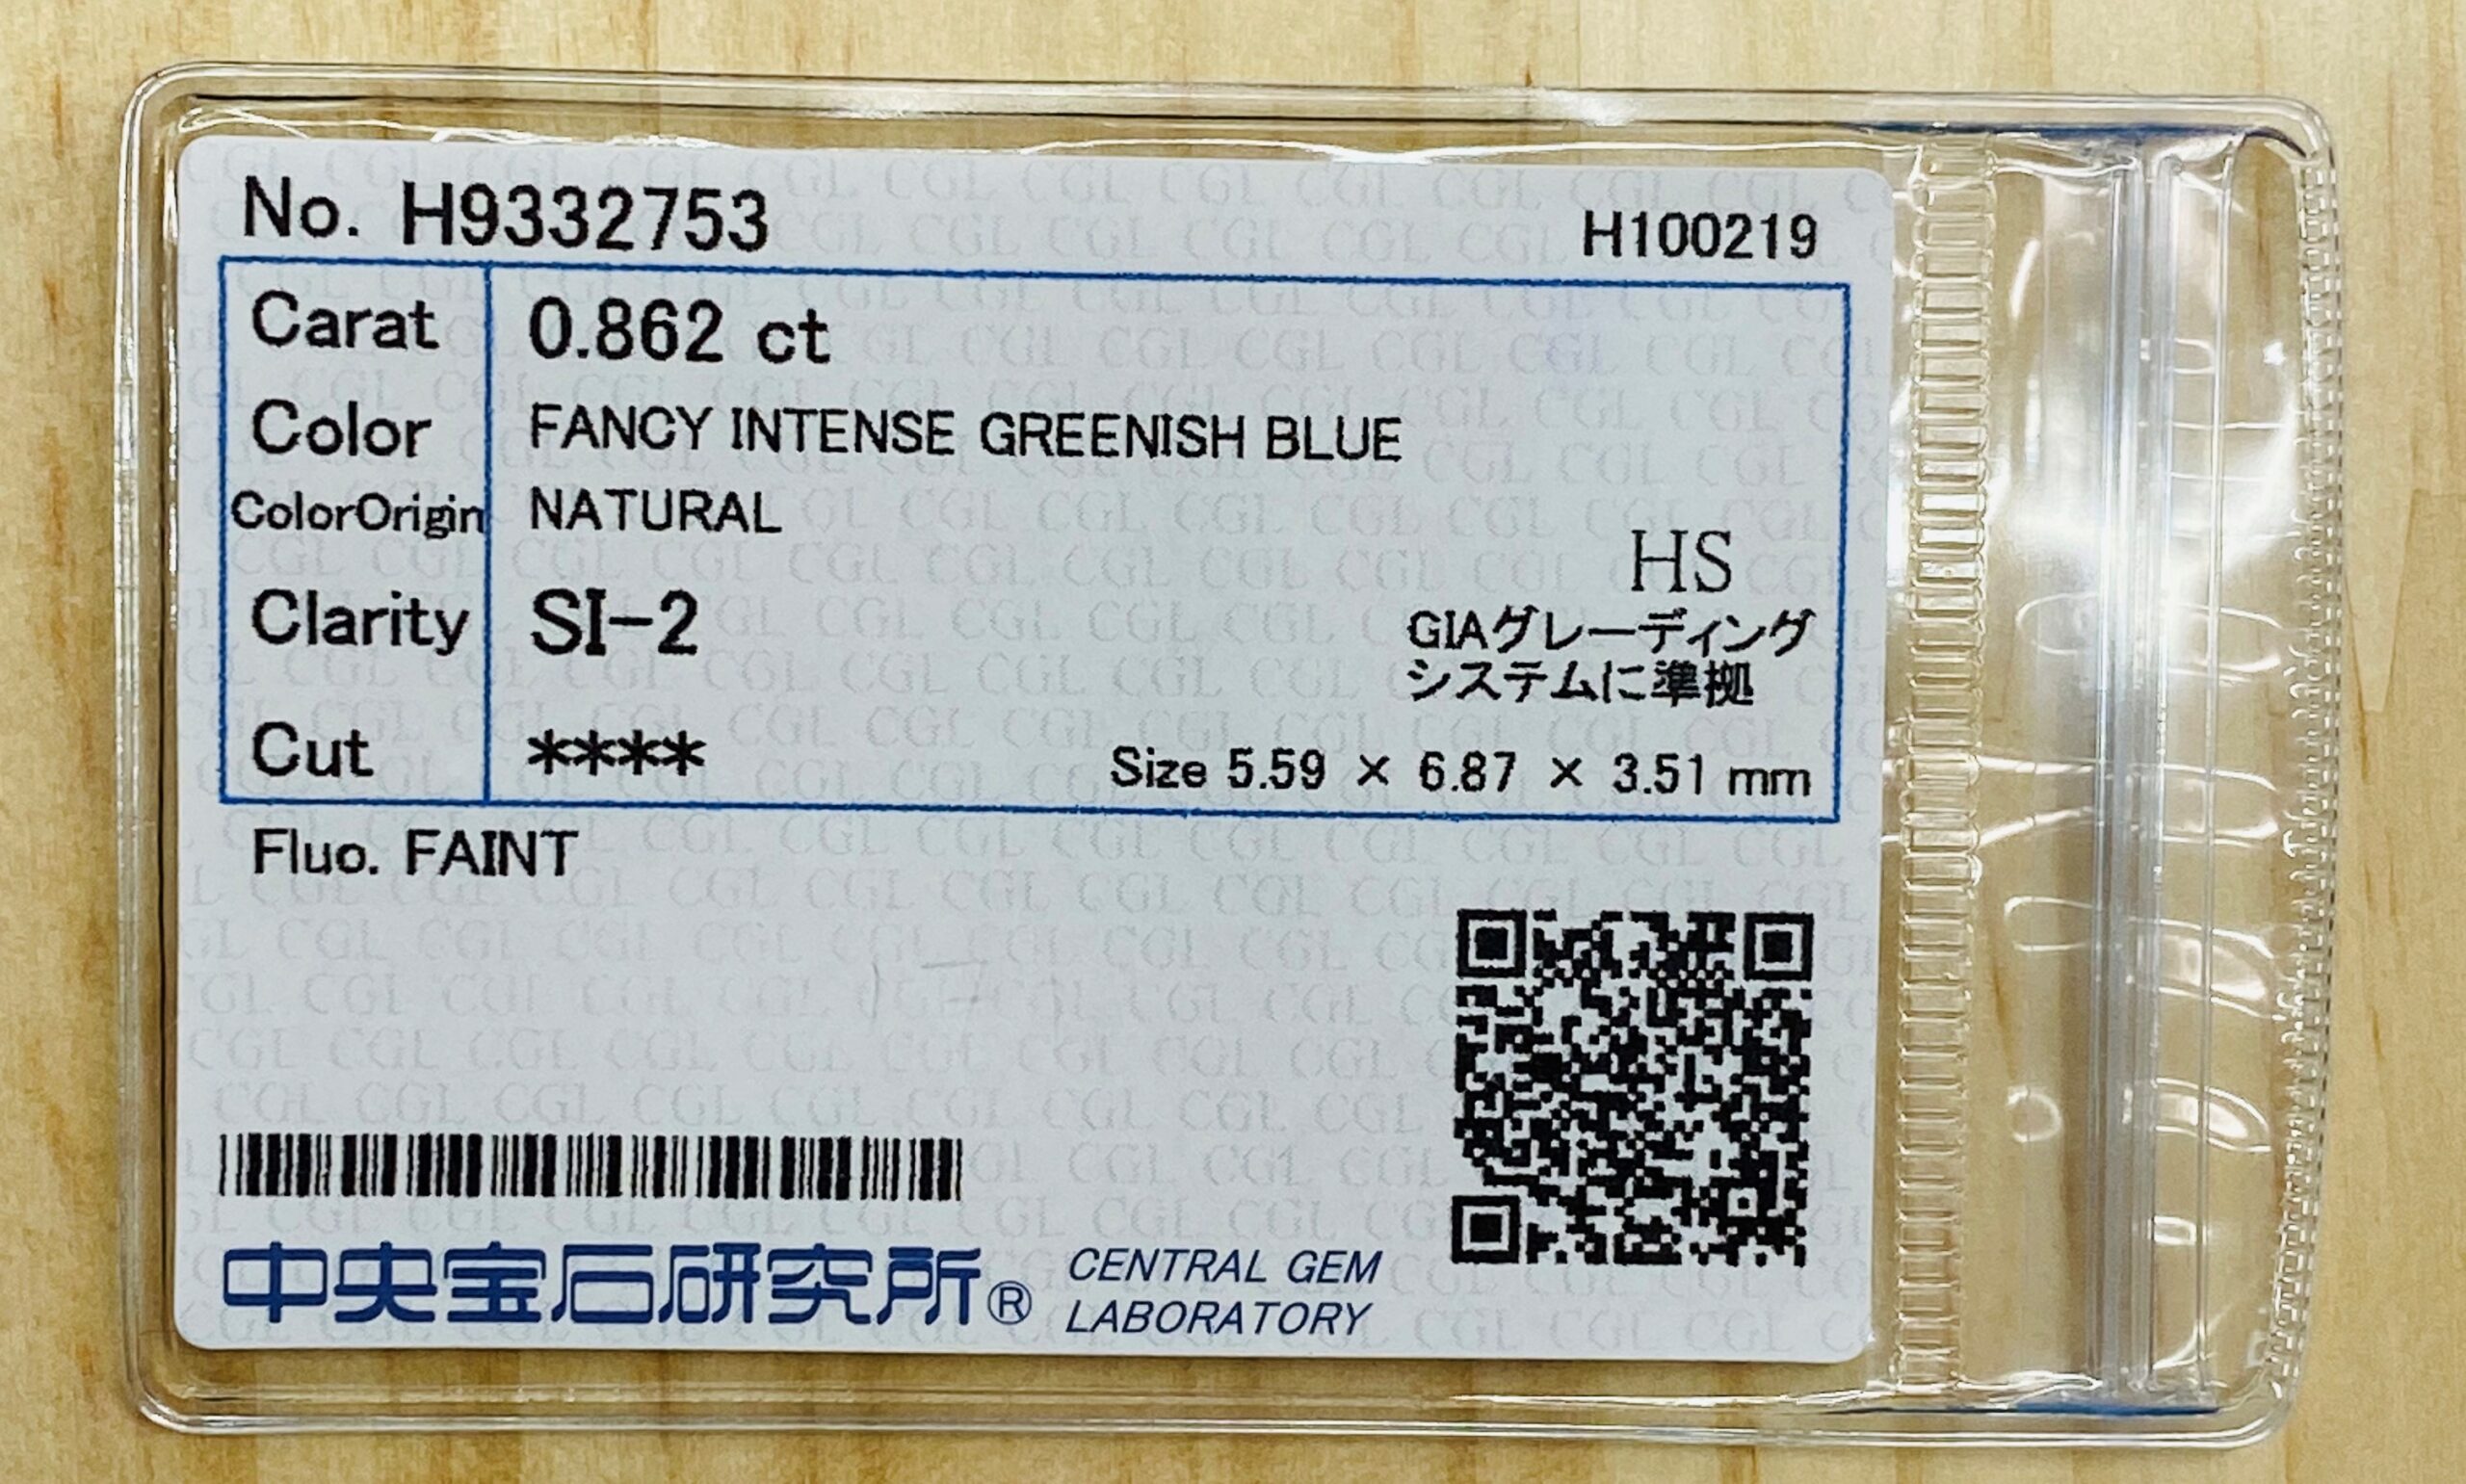 No. H9332753 H100219
Carat 0.862 ct
Color FANCY INTENSE GREENISH BLUE
ColorOrigin NATURAL
HS
Clarity SI-2
GIAグレーディング
システムに準拠
Cut ****
Size 5.59 × 6.87 × 3.51 mm
Fluo. FAINT
中央宝石研究所® CENTRAL GEM
LABORATORY